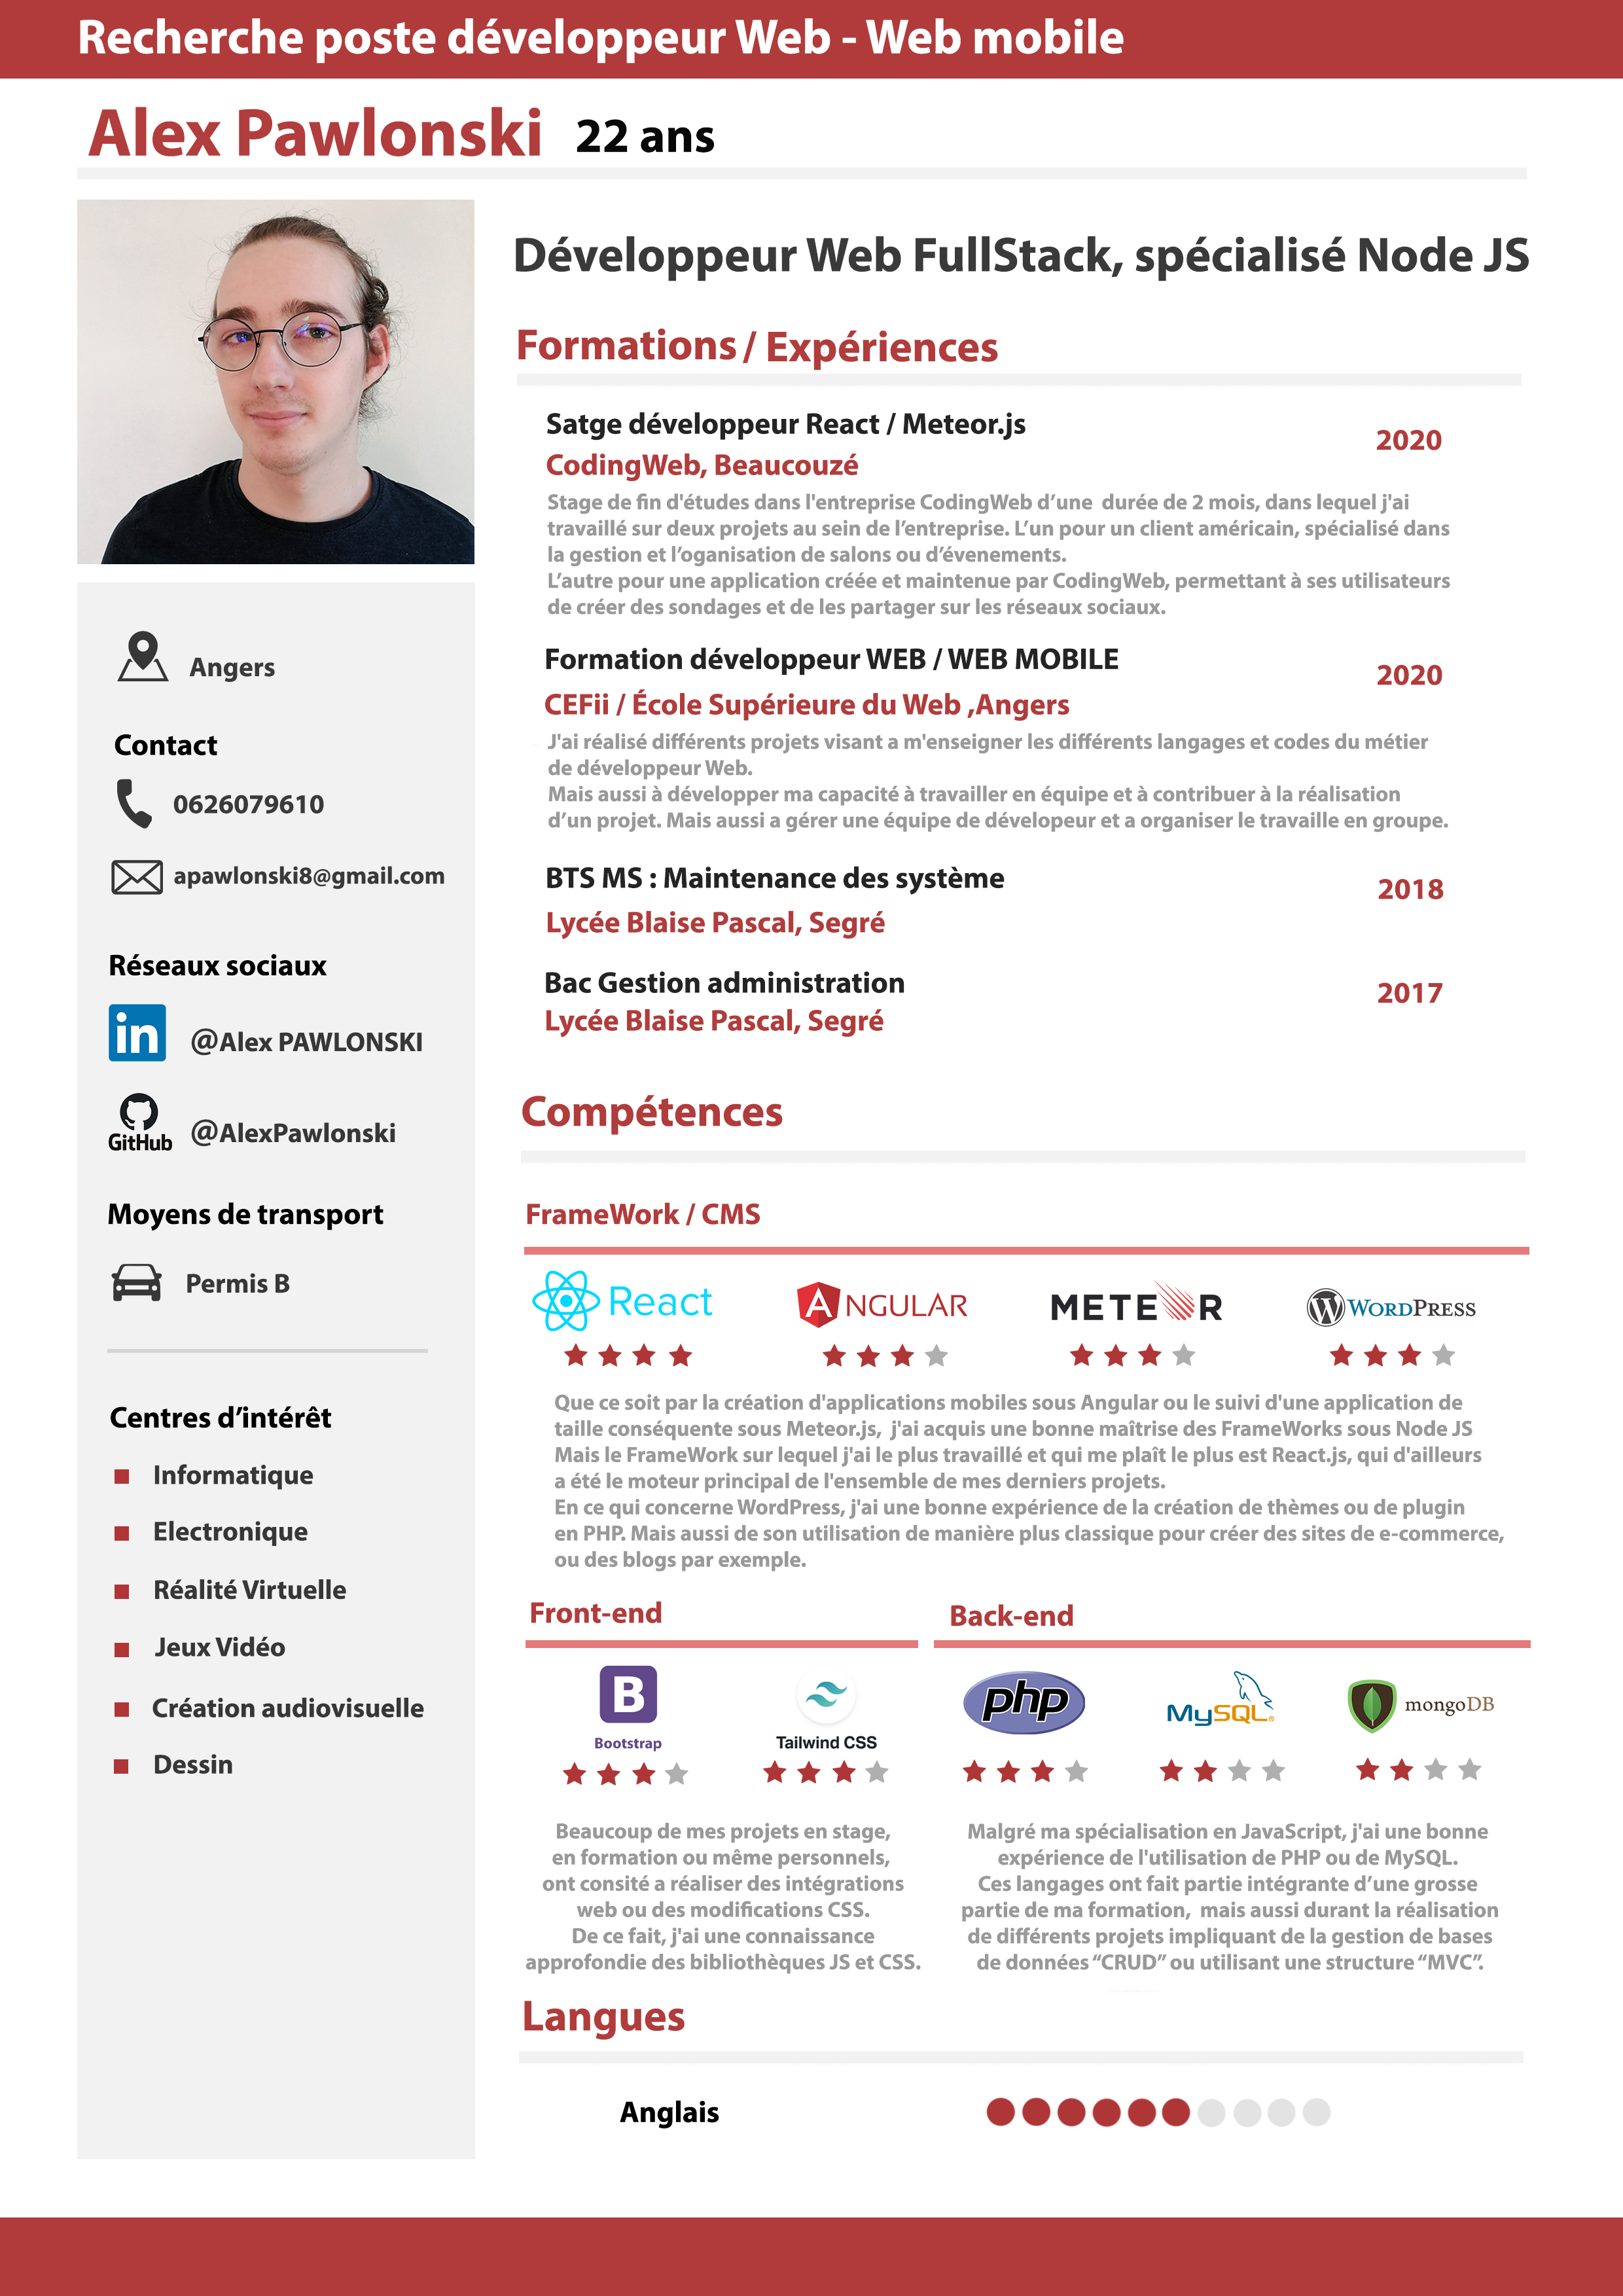 Recherche poste développeur Web - Web mobile
Alex Pawlonski 22 ans
Angers
Contact
0626079610
apawlonski8@gmail.com
Réseaux sociaux
in @Alex PAWLONSKI
GitHub @AlexPawlonski
Moyens de transport
Permis B
Centres d’intérêt
Informatique
Electronique
Réalité Virtuelle
Jeux Vidéo
Création audiovisuelle
Dessin
Développeur Web FullStack, spécialisé Node JS
Formations / Expériences
Satge développeur React / Meteor.js
2020
CodingWeb, Beaucouzé
Stage de fin d'études dans l'entreprise CodingWeb d’une durée de 2 mois, dans lequel j'ai
travaillé sur deux projets au sein de l’entreprise. L’un pour un client américain, spécialisé dans
la gestion et l’oganisation de salons ou d’évenements.
L’autre pour une application créée et maintenue par CodingWeb, permettant à ses utilisateurs
de créer des sondages et de les partager sur les réseaux sociaux.
Formation développeur WEB / WEB MOBILE
2020
CEFii / École Supérieure du Web ,Angers
J'ai réalisé différents projets visant a m'enseigner les différents langages et codes du métier
de développeur Web.
Mais aussi à développer ma capacité à travailler en équipe et à contribuer à la réalisation
d’un projet. Mais aussi a gérer une équipe de dévelopeur et a organiser le travaille en groupe.
BTS MS : Maintenance des système
2018
Lycée Blaise Pascal, Segré
Bac Gestion administration
2017
Lycée Blaise Pascal, Segré
Compétences
FrameWork / CMS
React ANGULAR METEOR WORDPRESS
Que ce soit par la création d'applications mobiles sous Angular ou le suivi d'une application de
taille conséquente sous Meteor.js, j'ai acquis une bonne maîtrise des FrameWorks sous Node JS
Mais le FrameWork sur lequel j'ai le plus travaillé et qui me plaît le plus est React.js, qui d'ailleurs
a été le moteur principal de l'ensemble de mes derniers projets.
En ce qui concerne WordPress, j'ai une bonne expérience de la création de thèmes ou de plugin
en PHP. Mais aussi de son utilisation de manière plus classique pour créer des sites de e-commerce,
ou des blogs par exemple.
Front-end
B
Bootstrap
Tailwind CSS
Beaucoup de mes projets en stage,
en formation ou même personnels,
ont consité a réaliser des intégrations
web ou des modifications CSS.
De ce fait, j'ai une connaissance
approfondie des bibliothèques JS et CSS.
Back-end
php MySQL mongoDB
Malgré ma spécialisation en JavaScript, j'ai une bonne
expérience de l'utilisation de PHP ou de MySQL.
Ces langages ont fait partie intégrante d’une grosse
partie de ma formation, mais aussi durant la réalisation
de différents projets impliquant de la gestion de bases
de données “CRUD” ou utilisant une structure “MVC”.
Langues
Anglais